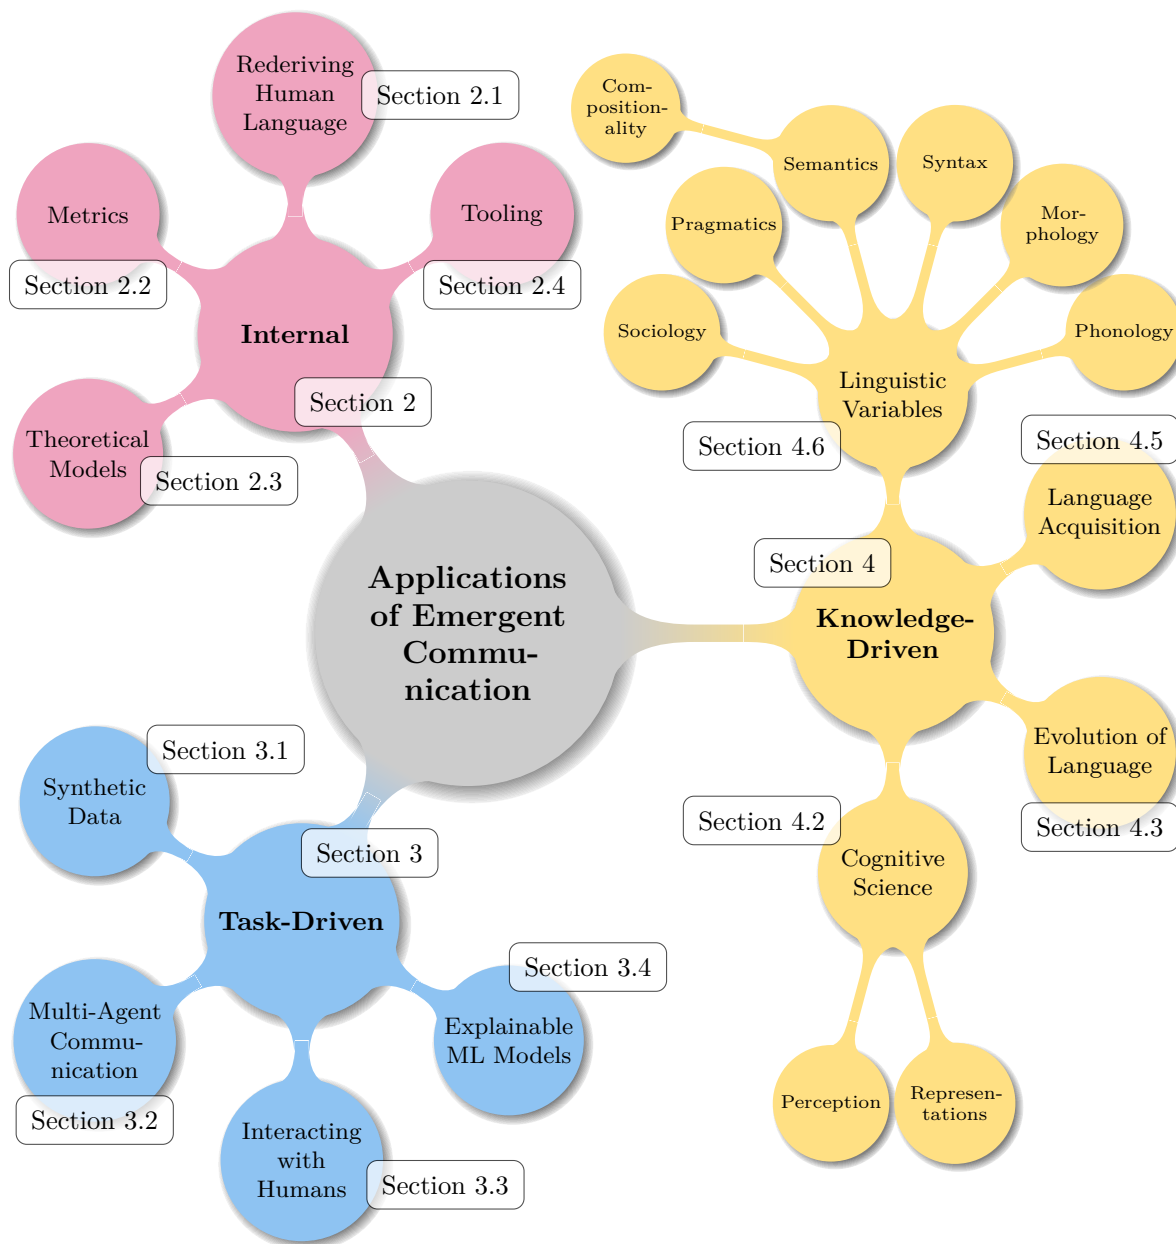 Rederiving
Human
Language
Section 2.1
Metrics
Section 2.2
Tooling
Section 2.4
Internal
Section 2
Theoretical
Models
Section 2.3
Applications
of Emergent
Commu-
nication
Com-
position-
ality
Semantics
Syntax
Pragmatics
Mor-
phology
Sociology
Phonology
Linguistic
Variables
Section 4.6
Section 4.5
Language
Acquisition
Section 4
Knowledge-
Driven
Evolution of
Language
Section 4.3
Section 4.2
Cognitive
Science
Perception
Represen-
tations
Section 3.1
Synthetic
Data
Section 3
Task-Driven
Section 3.4
Explainable
ML Models
Multi-Agent
Commu-
nication
Section 3.2
Interacting
with
Humans
Section 3.3